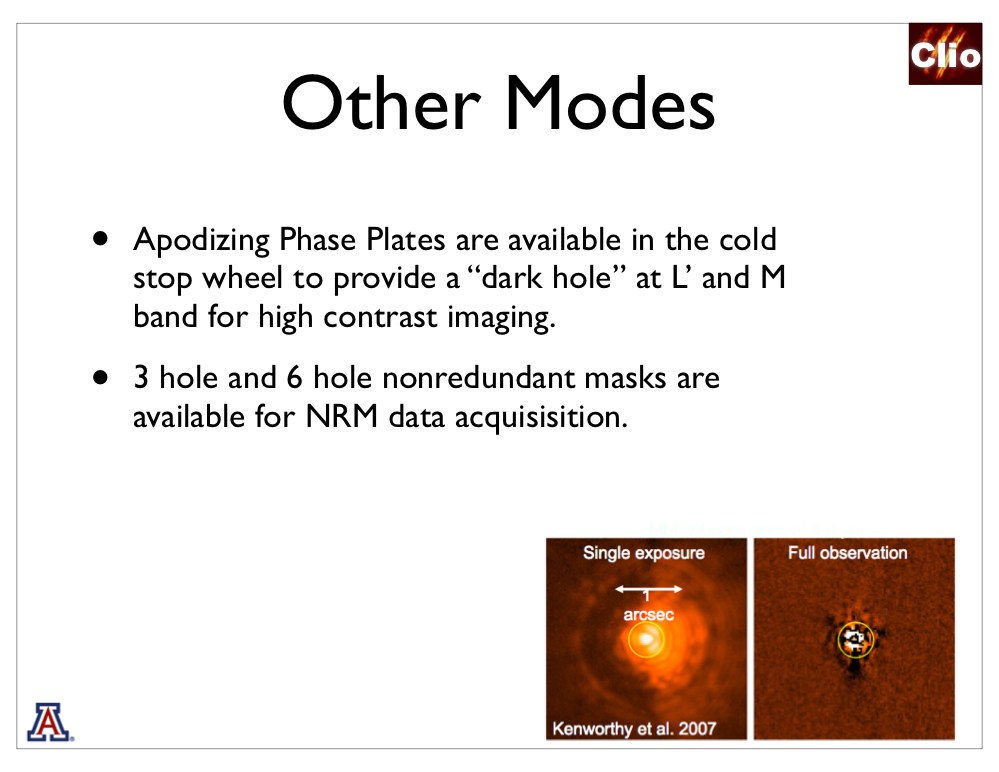 Clio
Other Modes
• Apodizing Phase Plates are available in the cold
stop wheel to provide a “dark hole” at L’ and M
band for high contrast imaging.
• 3 hole and 6 hole nonredundant masks are
available for NRM data acquisisition.
Single exposure
1
arcsec
Kenworthy et al. 2007
Full observation
A